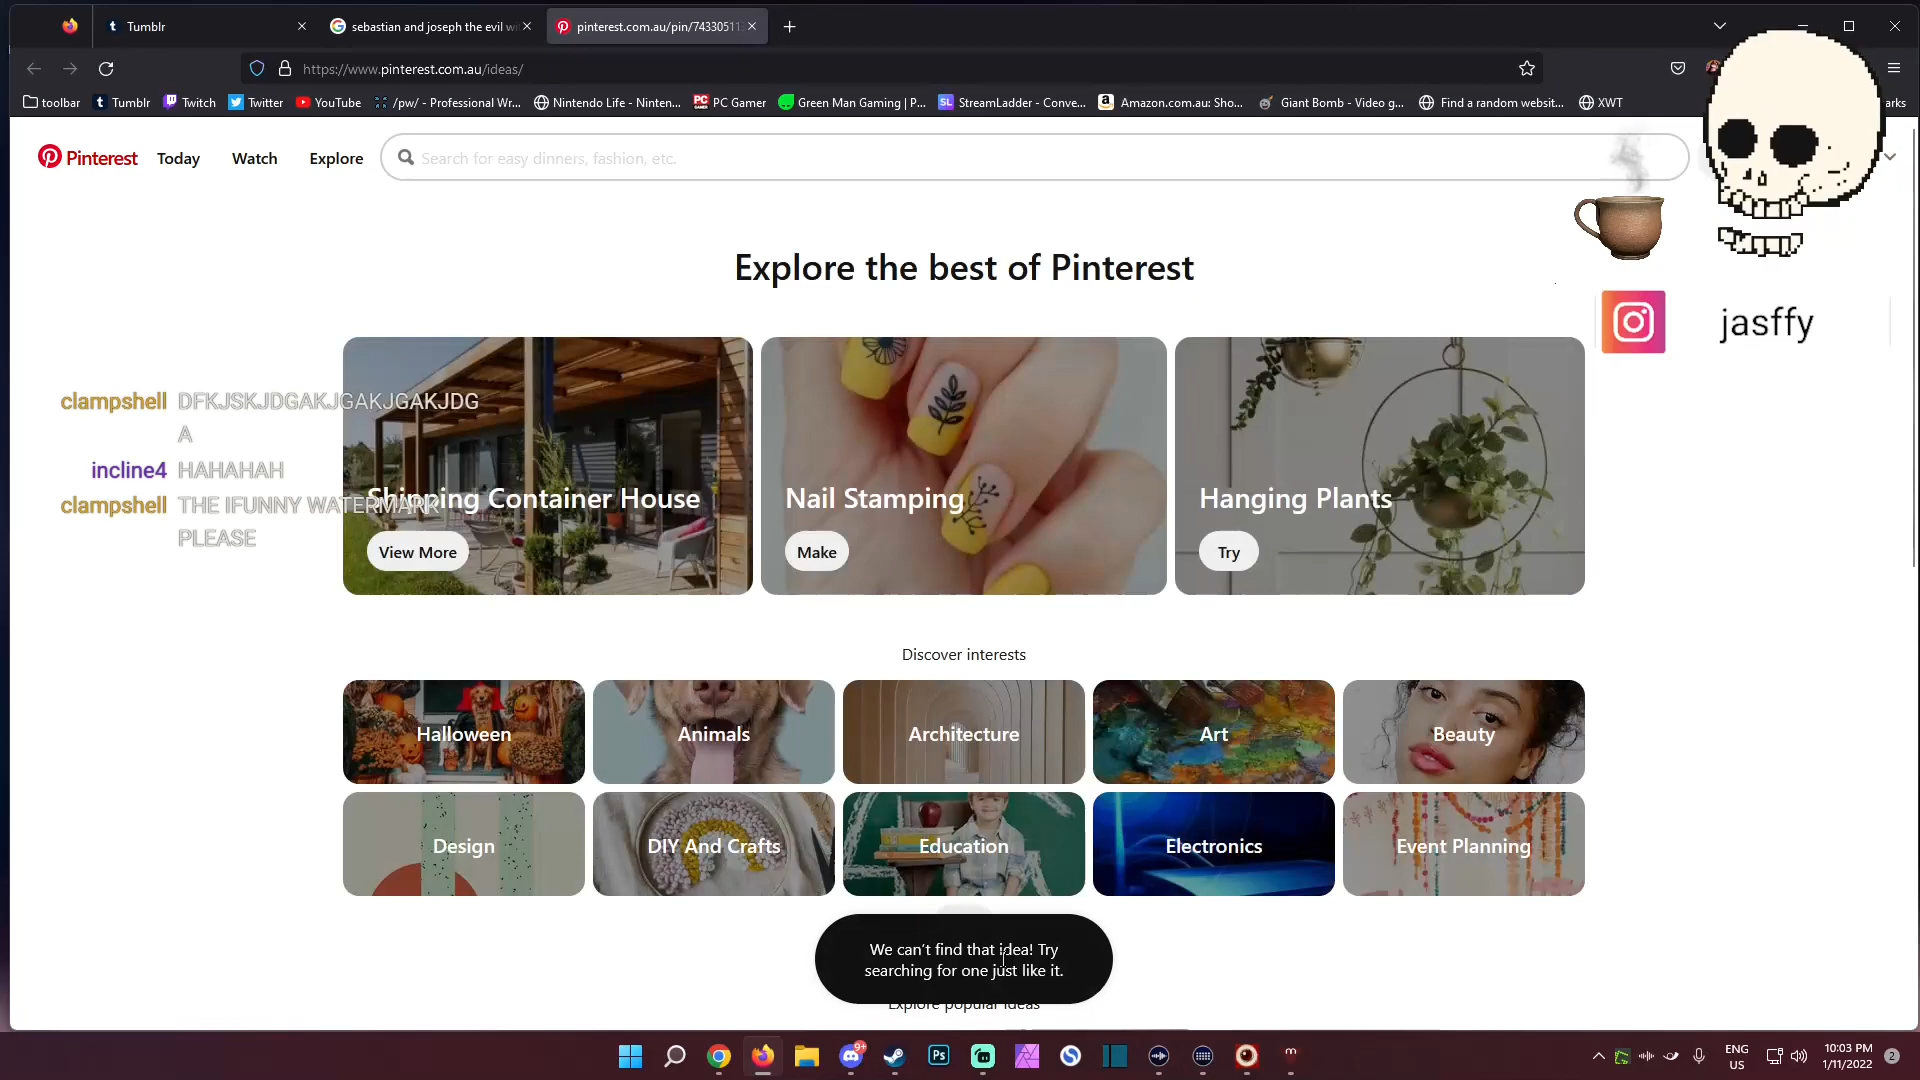 Tumblr
sebastian and joseph the evil wi
pinterest.com.au/pin/74330511
https://www.pinterest.com.au/ideas/
toolbar
Tumblr
Twitch
Twitter
YouTube
/pw/ - Professional Wr...
Nintendo Life - Ninten...
PC Gamer
Green Man Gaming | P...
StreamLadder - Conve...
Amazon.com.au: Sho...
Giant Bomb - Video g...
Find a random websit...
XWT
arks
Pinterest
Today
Watch
Explore
Search for easy dinners, fashion, etc.
Explore the best of Pinterest
jasffy
clampshell DFKJSKJDGAKJGAKJGAKJDG
A
incline4 HAHAHAH
clampshell THE IFUNNY WATERMARK
PLEASE
Shipping Container House
View More
Nail Stamping
Make
Hanging Plants
Try
Discover interests
Halloween
Animals
Architecture
Art
Beauty
Design
DIY And Crafts
Education
Electronics
Event Planning
We can't find that idea! Try
searching for one just like it.
Explore popular ideas
9+
Ps
ENG
US
10:03 PM
1/11/2022
2